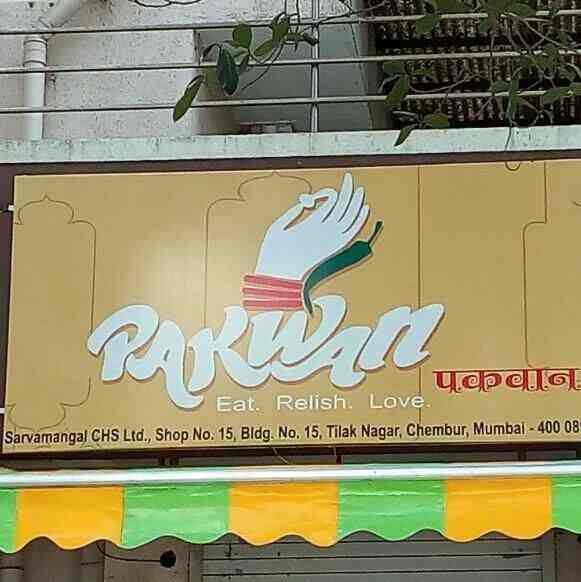 PAKWAN
पकवान
Eat. Relish. Love.
Sarvamangal CHS Ltd., Shop No. 15, Bldg. No. 15, Tilak Nagar, Chembur, Mumbai - 400